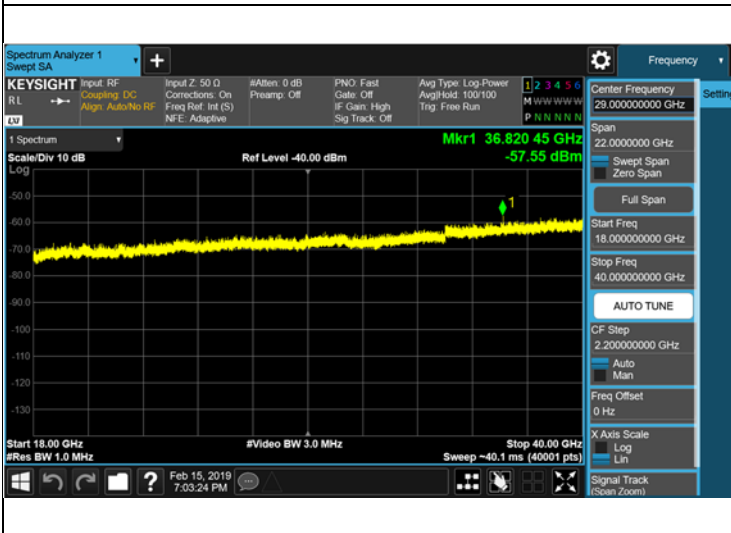 Spectrum Analyzer 1
Swept SA
+
Frequency
KEYSIGHT
RL
LXI
Input: RF
Coupling: DC
Align: Auto/No RF
Input Z: 50 Ω
Corrections: On
Freq Ref: Int (S)
NFE: Adaptive
#Atten: 0 dB
Preamp: Off
PNO: Fast
Gate: Off
IF Gain: High
Sig Track: Off
Avg Type: Log-Power
Avg|Hold: 100/100
Trig: Free Run
1 2 3 4 5 6
M W W W W W
P N N N N N
1 Spectrum
Scale/Div 10 dB
Log
Ref Level -40.00 dBm
Mkr1 36.820 45 GHz
-57.55 dBm
1
-50.0
-60.0
-70.0
-80.0
-90.0
-100
-110
-120
-130
Start 18.00 GHz
#Res BW 1.0 MHz
#Video BW 3.0 MHz
Stop 40.00 GHz
Sweep ~40.1 ms (40001 pts)
Center Frequency
29.000000000 GHz
Span
22.0000000 GHz
Swept Span
Zero Span
Full Span
Start Freq
18.000000000 GHz
Stop Freq
40.000000000 GHz
AUTO TUNE
CF Step
2.200000000 GHz
Auto
Man
Freq Offset
0 Hz
X Axis Scale
Log
Lin
Signal Track
(Span Zoom)
Settin
?
Feb 15, 2019
7:03:24 PM